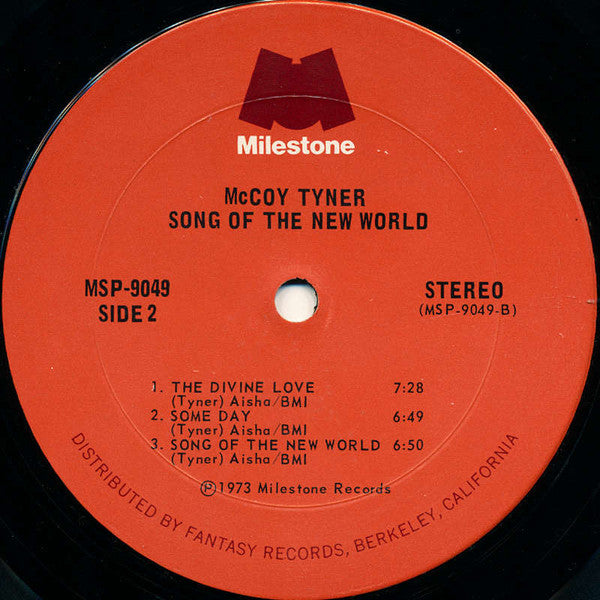 Milestone
McCOY TYNER
SONG OF THE NEW WORLD
MSP-9049
SIDE 2
STEREO
(MSP-9049-B)
1. THE DIVINE LOVE 7:28
(Tyner) Aisha/BMI
2. SOME DAY 6:49
(Tyner) Aisha/BMI
3. SONG OF THE NEW WORLD 6:50
(Tyner) Aisha/BMI
℗1973 Milestone Records
DISTRIBUTED BY FANTASY RECORDS, BERKELEY, CALIFORNIA